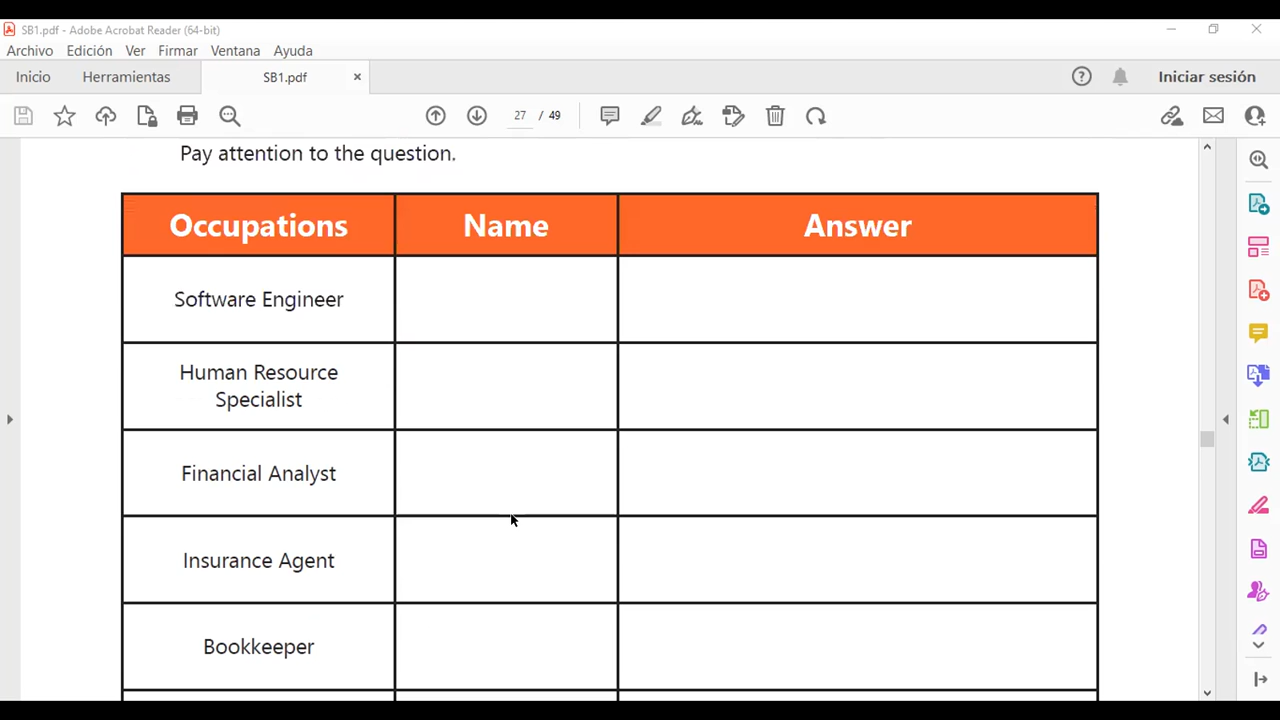 SB1.pdf - Adobe Acrobat Reader (64-bit)
Archivo Edición Ver Firmar Ventana Ayuda
Inicio Herramientas SB1.pdf Iniciar sesión
27 / 49
Pay attention to the question.
Occupations Name Answer
Software Engineer
Human Resource
Specialist
Financial Analyst
Insurance Agent
Bookkeeper